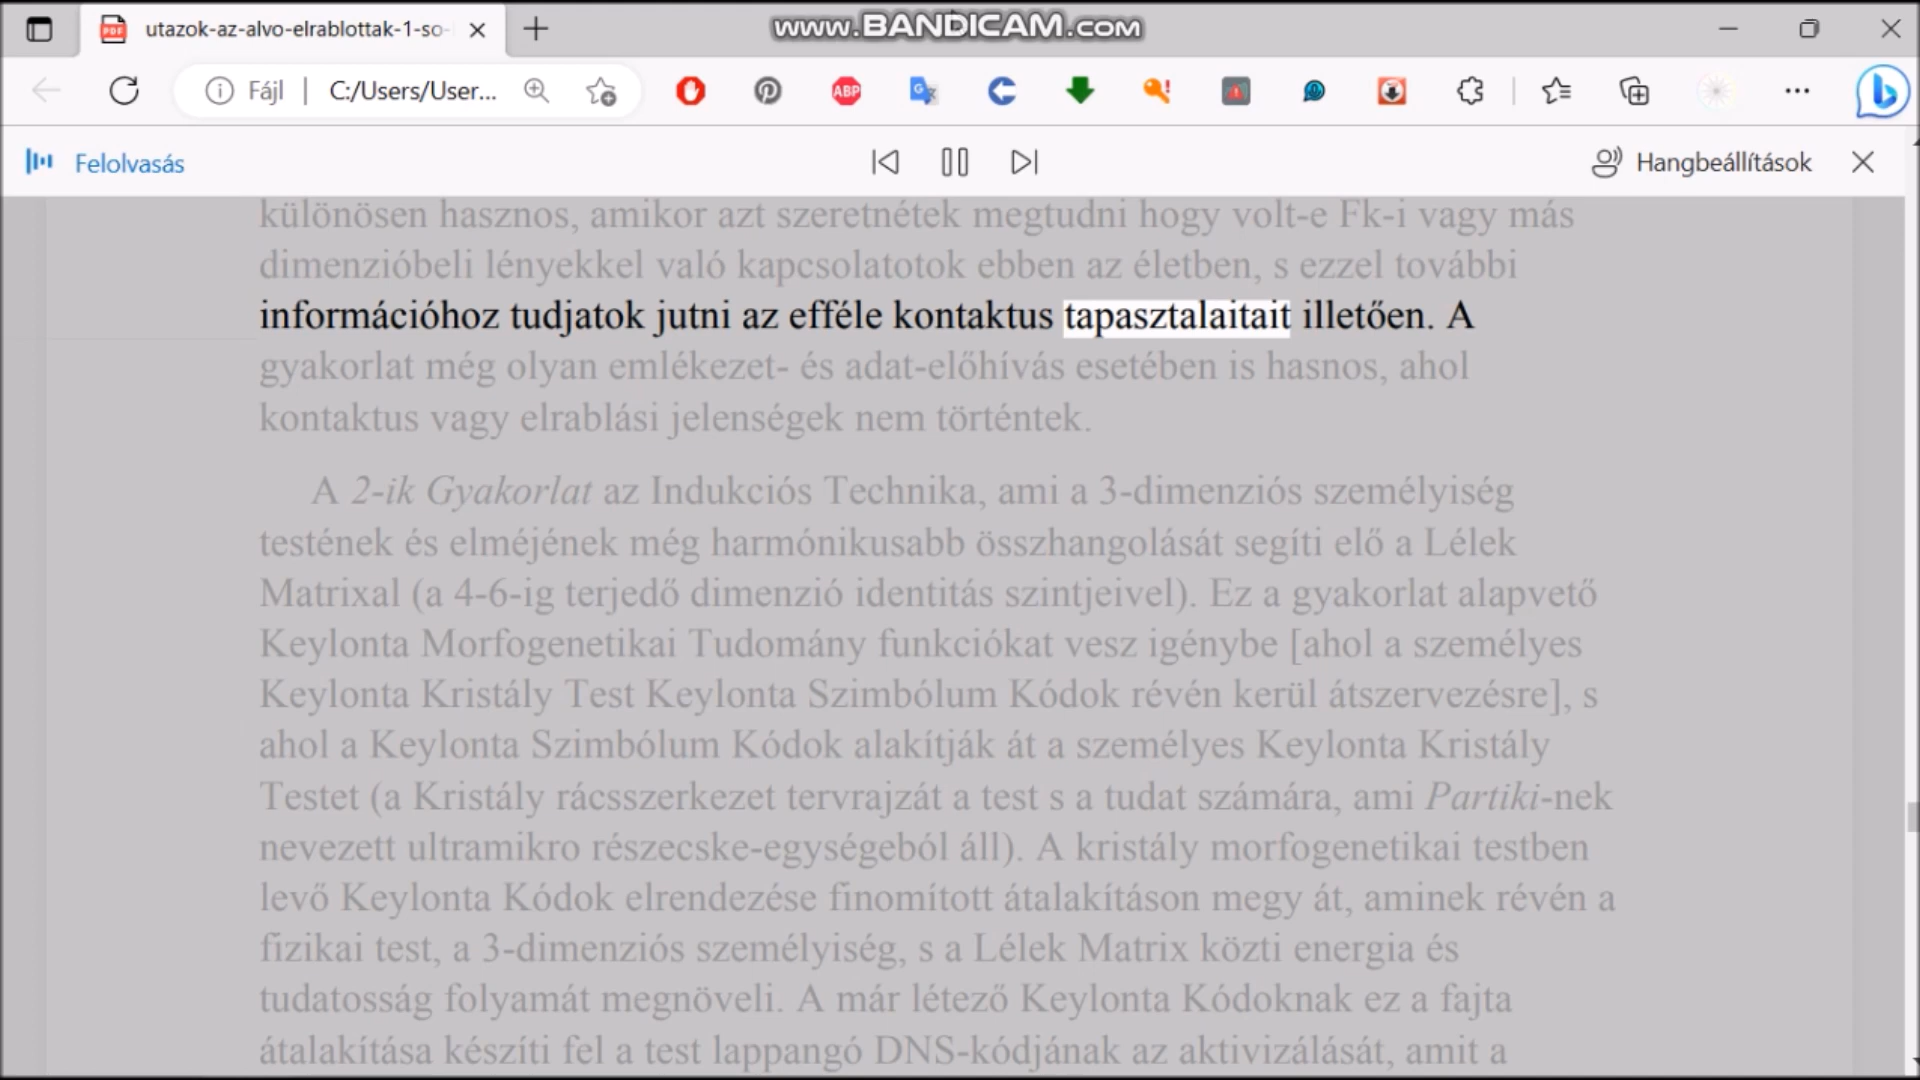 utazok-az-alvo-elrablottak-1-so-
www.BANDICAM.com
Fájl
C:/Users/User...
ABP
Felolvasás
Hangbeállítások
különösen hasznos, amikor azt szeretnétek megtudni hogy volt-e Fk-i vagy más
dimenzióbeli lényekkel való kapcsolatotok ebben az életben, s ezzel további
információhoz tudjatok jutni az efféle kontaktus tapasztalaitait illetően. A
gyakorlat még olyan emlékezet- és adat-előhívás esetében is hasnos, ahol
kontaktus vagy elrablási jelenségek nem történtek.
A 2-ik Gyakorlat az Indukciós Technika, ami a 3-dimenziós személyiség
testének és elméjének még harmónikusabb összhangolását segíti elő a Lélek
Matrixal (a 4-6-ig terjedő dimenzió identitás szintjeivel). Ez a gyakorlat alapvető
Keylonta Morfogenetikai Tudomány funkciókat vesz igénybe [ahol a személyes
Keylonta Kristály Test Keylonta Szimbólum Kódok révén kerül átszervezésre], s
ahol a Keylonta Szimbólum Kódok alakítják át a személyes Keylonta Kristály
Testet (a Kristály rácsszerkezet tervrajzát a test s a tudat számára, ami Partiki-nek
nevezett ultramikro részecske-egységeból áll). A kristály morfogenetikai testben
levő Keylonta Kódok elrendezése finomított átalakításon megy át, aminek révén a
fizikai test, a 3-dimenziós személyiség, s a Lélek Matrix közti energia és
tudatosság folyamát megnöveli. A már létező Keylonta Kódoknak ez a fajta
átalakítása készíti fel a test lappangó DNS-kódjának az aktivizálását, amit a